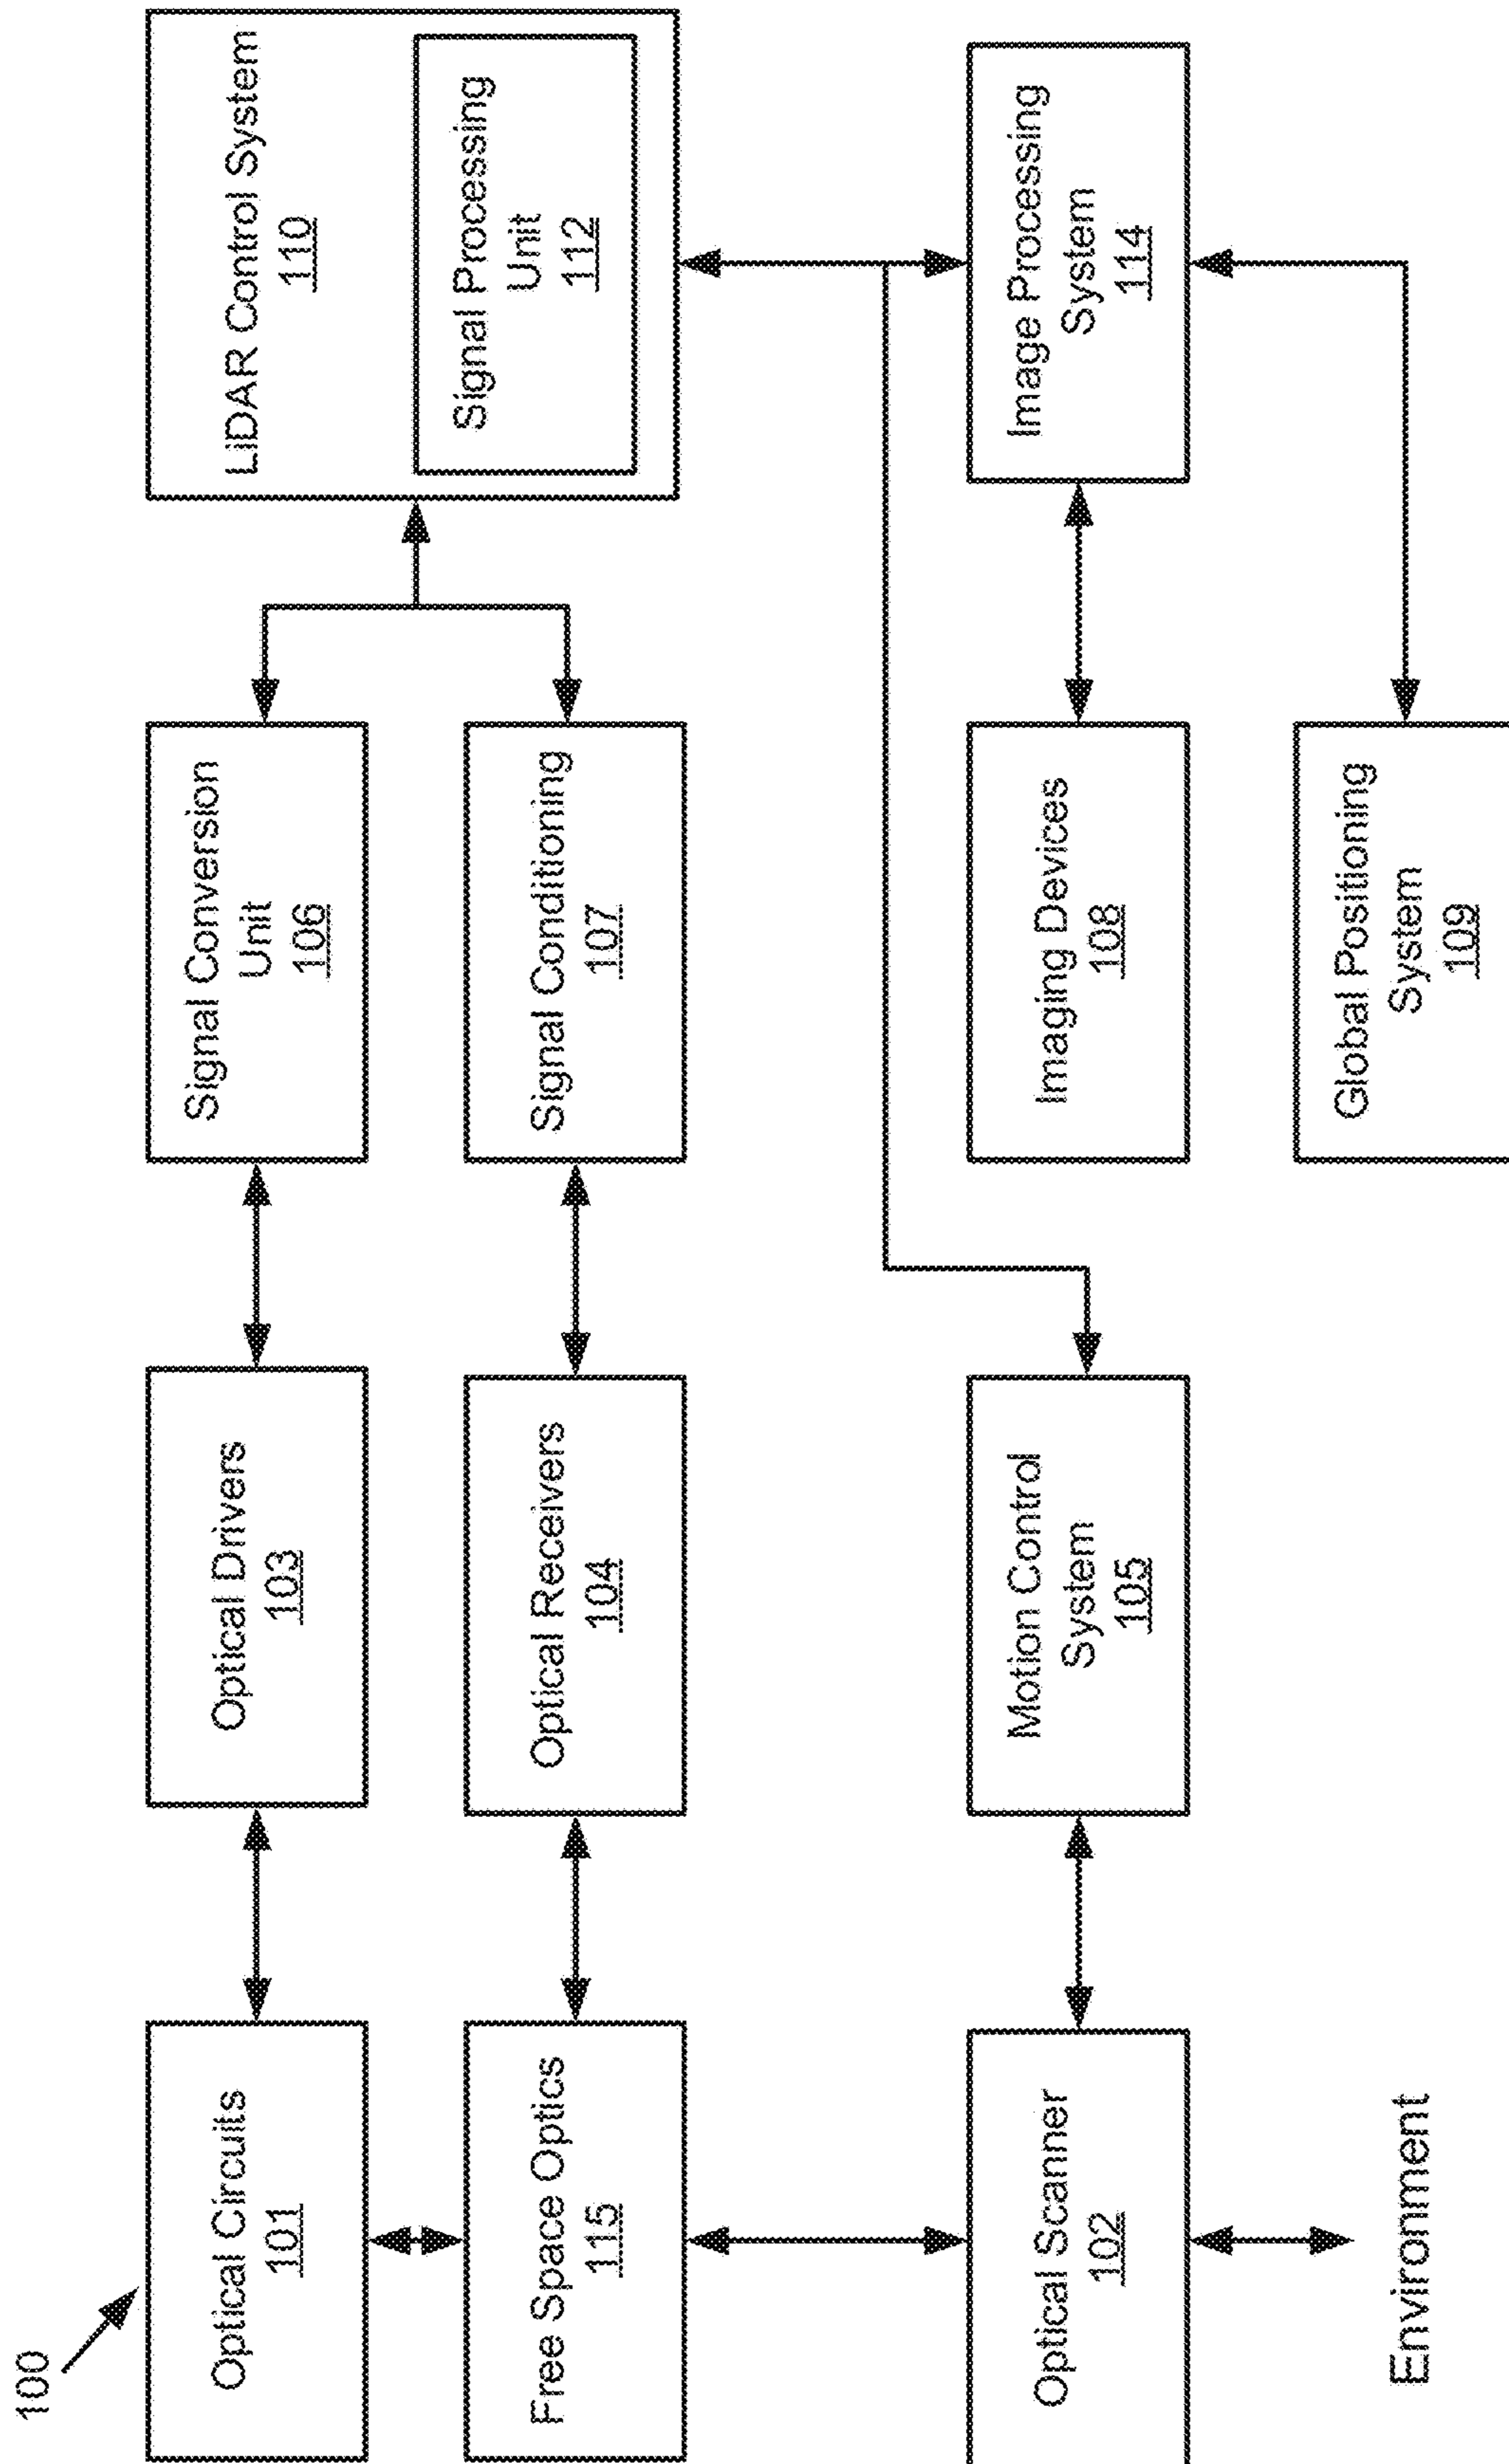 100
Optical Circuits
101
Optical Drivers
103
Signal Conversion
Unit
106
LiDAR Control System
110
Signal Processing
Unit
112
Free Space Optics
115
Optical Receivers
104
Signal Conditioning
107
Optical Scanner
102
Motion Control
System
105
Imaging Devices
108
Image Processing
System
114
Environment
Global Positioning
System
109